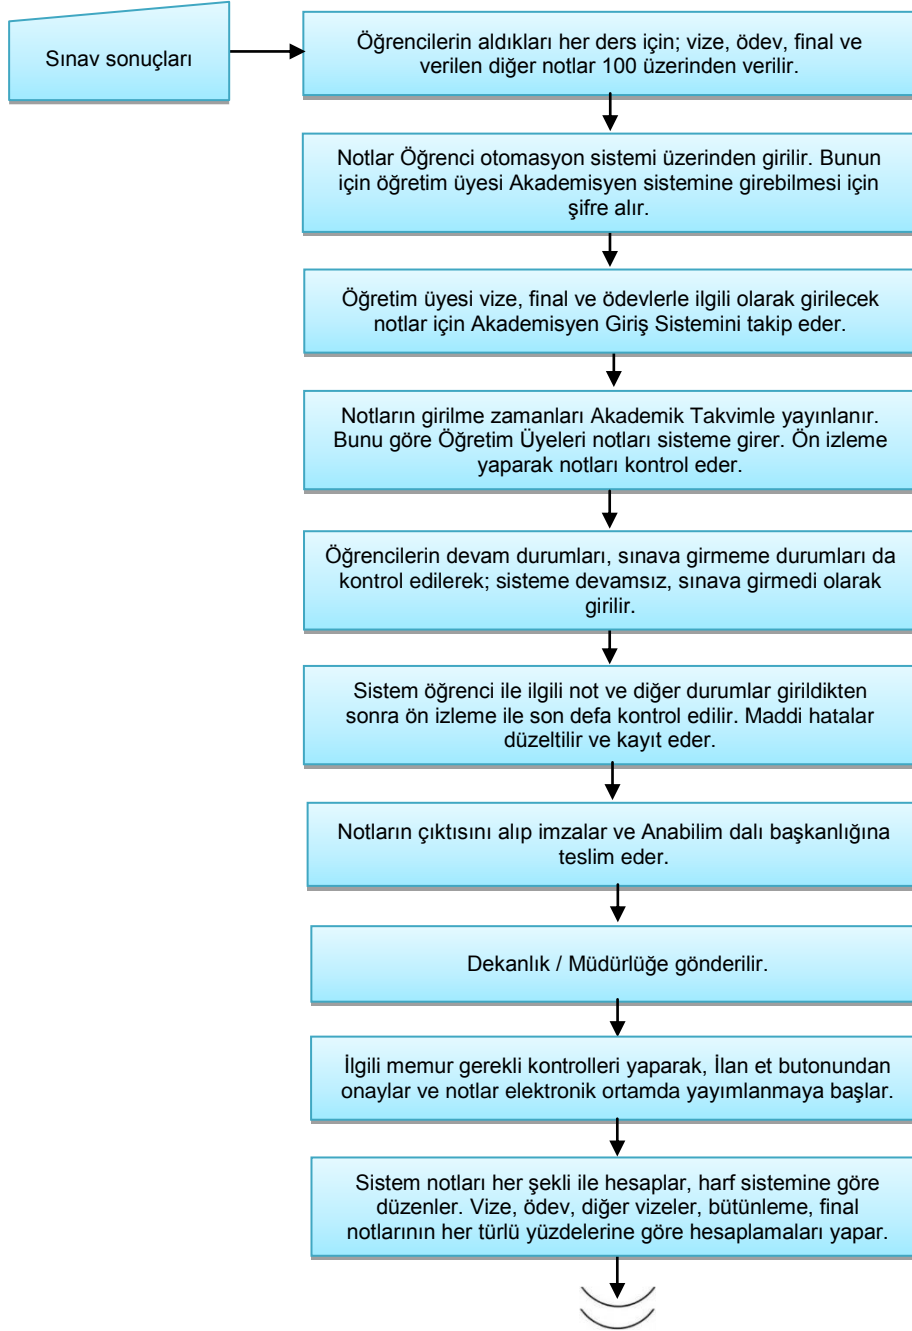 Sınav sonuçları
Öğrencilerin aldıkları her ders için; vize, ödev, final ve
verilen diğer notlar 100 üzerinden verilir.
Notlar Öğrenci otomasyon sistemi üzerinden girilir. Bunun
için öğretim üyesi Akademisyen sistemine girebilmesi için
şifre alır.
Öğretim üyesi vize, final ve ödevlerle ilgili olarak girilecek
notlar için Akademisyen Giriş Sistemini takip eder.
Notların girilme zamanları Akademik Takvimle yayınlanır.
Bunu göre Öğretim Üyeleri notları sisteme girer. Ön izleme
yaparak notları kontrol eder.
Öğrencilerin devam durumları, sınava girmeme durumları da
kontrol edilerek; sisteme devamsız, sınava girmedi olarak
girilir.
Sistem öğrenci ile ilgili not ve diğer durumlar girildikten
sonra ön izleme ile son defa kontrol edilir. Maddi hatalar
düzeltilir ve kayıt eder.
Notların çıktısını alıp imzalar ve Anabilim dalı başkanlığına
teslim eder.
Dekanlık / Müdürlüğe gönderilir.
İlgili memur gerekli kontrolleri yaparak, İlan et butonundan
onaylar ve notlar elektronik ortamda yayımlanmaya başlar.
Sistem notları her şekli ile hesaplar, harf sistemine göre
düzenler. Vize, ödev, diğer vizeler, bütünleme, final
notlarının her türlü yüzdelerine göre hesaplamaları yapar.